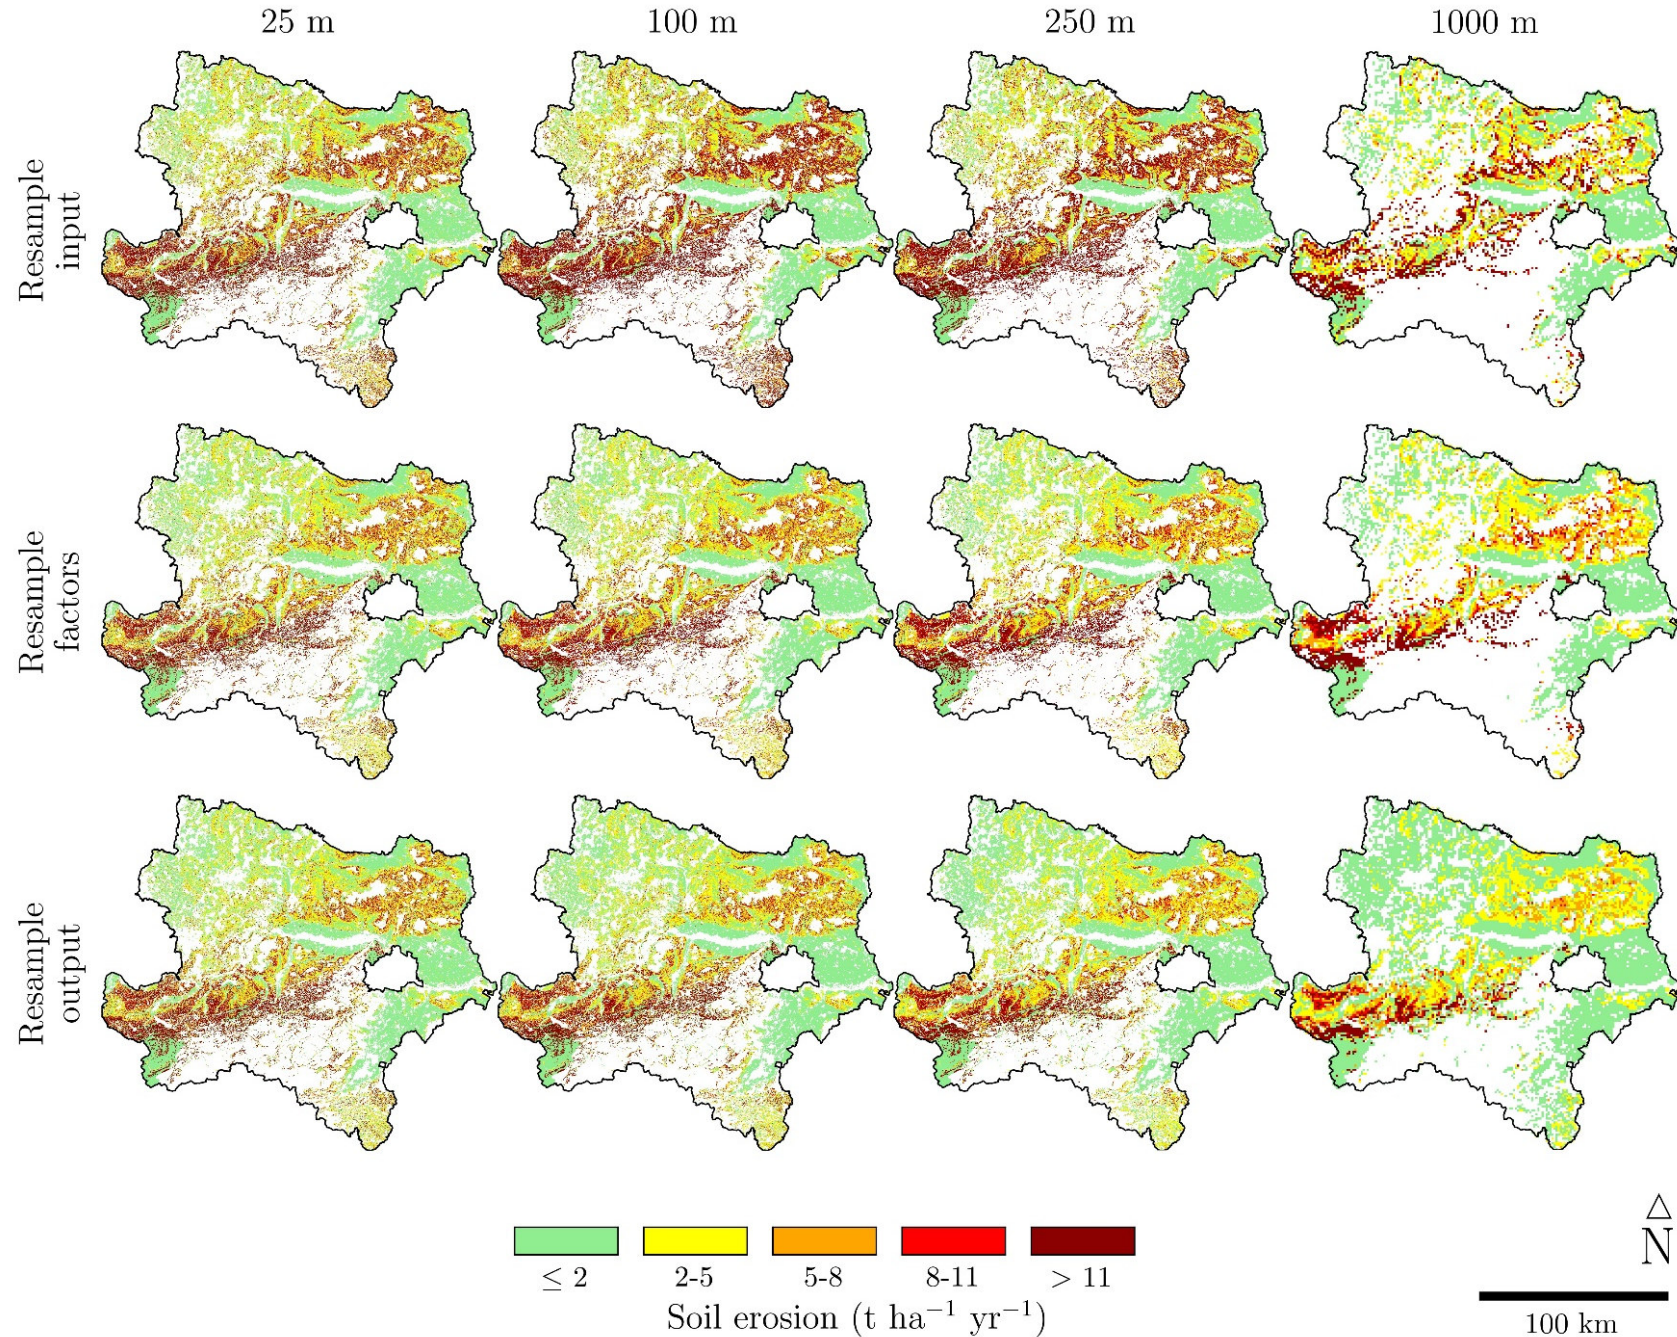 25 m
100 m
250 m
1000 m
Resample
input
Resample
factors
Resample
output
≤ 2
2-5
5-8
8-11
> 11
Soil erosion (t ha⁻¹ yr⁻¹)
N
100 km